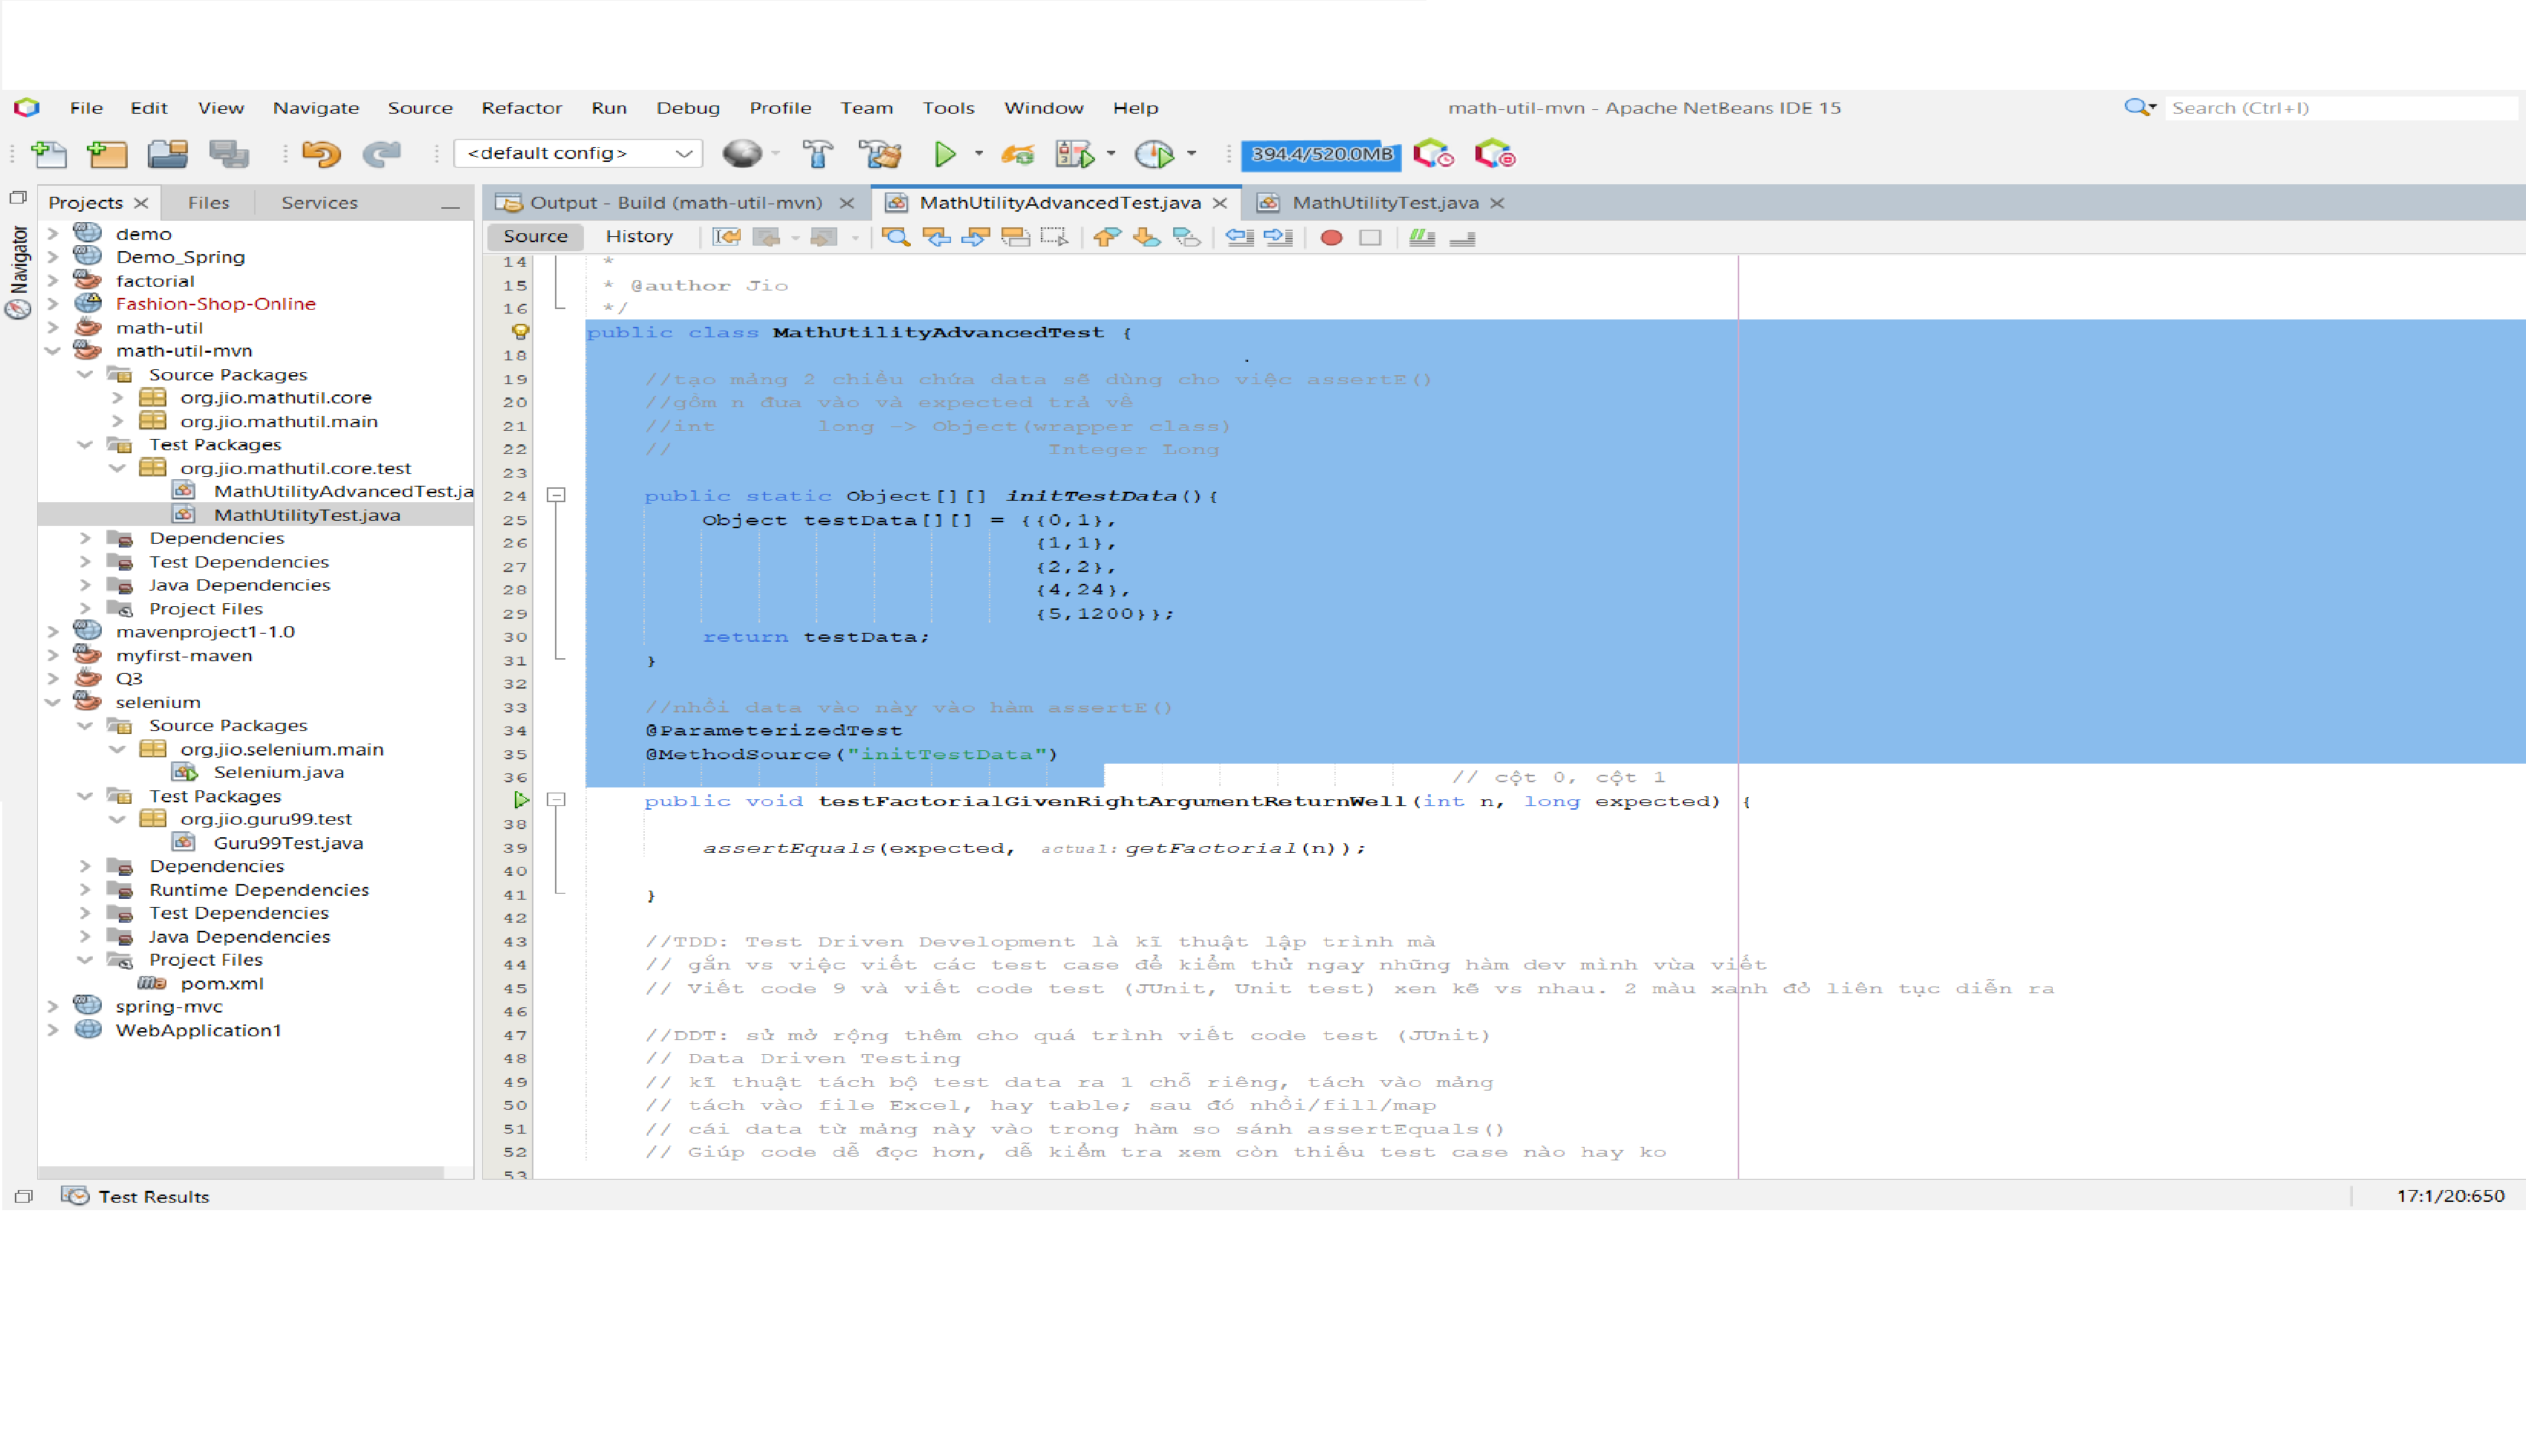 File Edit View Navigate Source Refactor Run Debug Profile Team Tools Window Help math-util-mvn - Apache NetBeans IDE 15 Search (Ctrl+I)
<default config> 394.4/520.0MB
Projects Files Services
Output - Build (math-util-mvn) MathUtilityAdvancedTest.java MathUtilityTest.java
Source History
Navigator
demo
Demo_Spring
factorial
Fashion-Shop-Online
math-util
math-util-mvn
Source Packages
org.jio.mathutil.core
org.jio.mathutil.main
Test Packages
org.jio.mathutil.core.test
MathUtilityAdvancedTest.ja
MathUtilityTest.java
Dependencies
Test Dependencies
Java Dependencies
Project Files
mavenproject1-1.0
myfirst-maven
Q3
selenium
Source Packages
org.jio.selenium.main
Selenium.java
Test Packages
org.jio.guru99.test
Guru99Test.java
Dependencies
Runtime Dependencies
Test Dependencies
Java Dependencies
Project Files
pom.xml
spring-mvc
WebApplication1
14 *
15 * @author Jio
16 */
public class MathUtilityAdvancedTest {
18
19 //tạo mảng 2 chiều chứa data sẽ dùng cho việc assertE()
20 //gồm n đưa vào và expected trả về
21 //int long -> Object(wrapper class)
22 // Integer Long
23
24 public static Object[][] initTestData(){
25 Object testData[][] = {{0,1},
26 {1,1},
27 {2,2},
28 {4,24},
29 {5,1200}};
30 return testData;
31 }
32
33 //nhồi data vào này vào hàm assertE()
34 @ParameterizedTest
35 @MethodSource("initTestData")
36 // cột 0, cột 1
public void testFactorialGivenRightArgumentReturnWell(int n, long expected) {
38
39 assertEquals(expected, actual: getFactorial(n));
40
41 }
42
43 //TDD: Test Driven Development là kĩ thuật lập trình mà
44 // gắn vs việc viết các test case để kiểm thử ngay những hàm dev mình vừa viết
45 // Viết code 9 và viết code test (JUnit, Unit test) xen kẽ vs nhau. 2 màu xanh đỏ liên tục diễn ra
46
47 //DDT: sử mở rộng thêm cho quá trình viết code test (JUnit)
48 // Data Driven Testing
49 // kĩ thuật tách bộ test data ra 1 chỗ riêng, tách vào mảng
50 // tách vào file Excel, hay table; sau đó nhồi/fill/map
51 // cái data từ mảng này vào trong hàm so sánh assertEquals()
52 // Giúp code dễ đọc hơn, dễ kiểm tra xem còn thiếu test case nào hay ko
53
Test Results 17:1/20:650